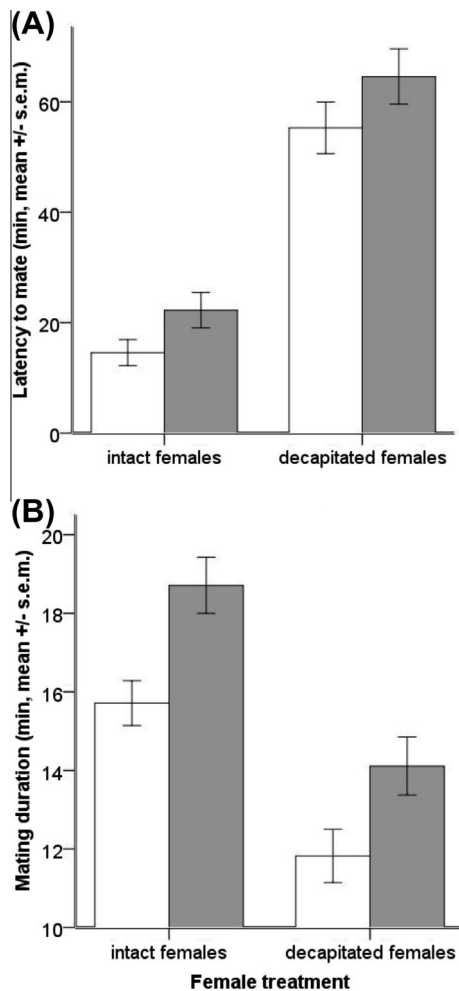 (A)
Latency to mate (min, mean +/- s.e.m.)
60
40
20
0
intact females
decapitated females
(B)
Mating duration (min, mean +/- s.e.m.)
20
18
16
14
12
10
intact females
decapitated females
Female treatment